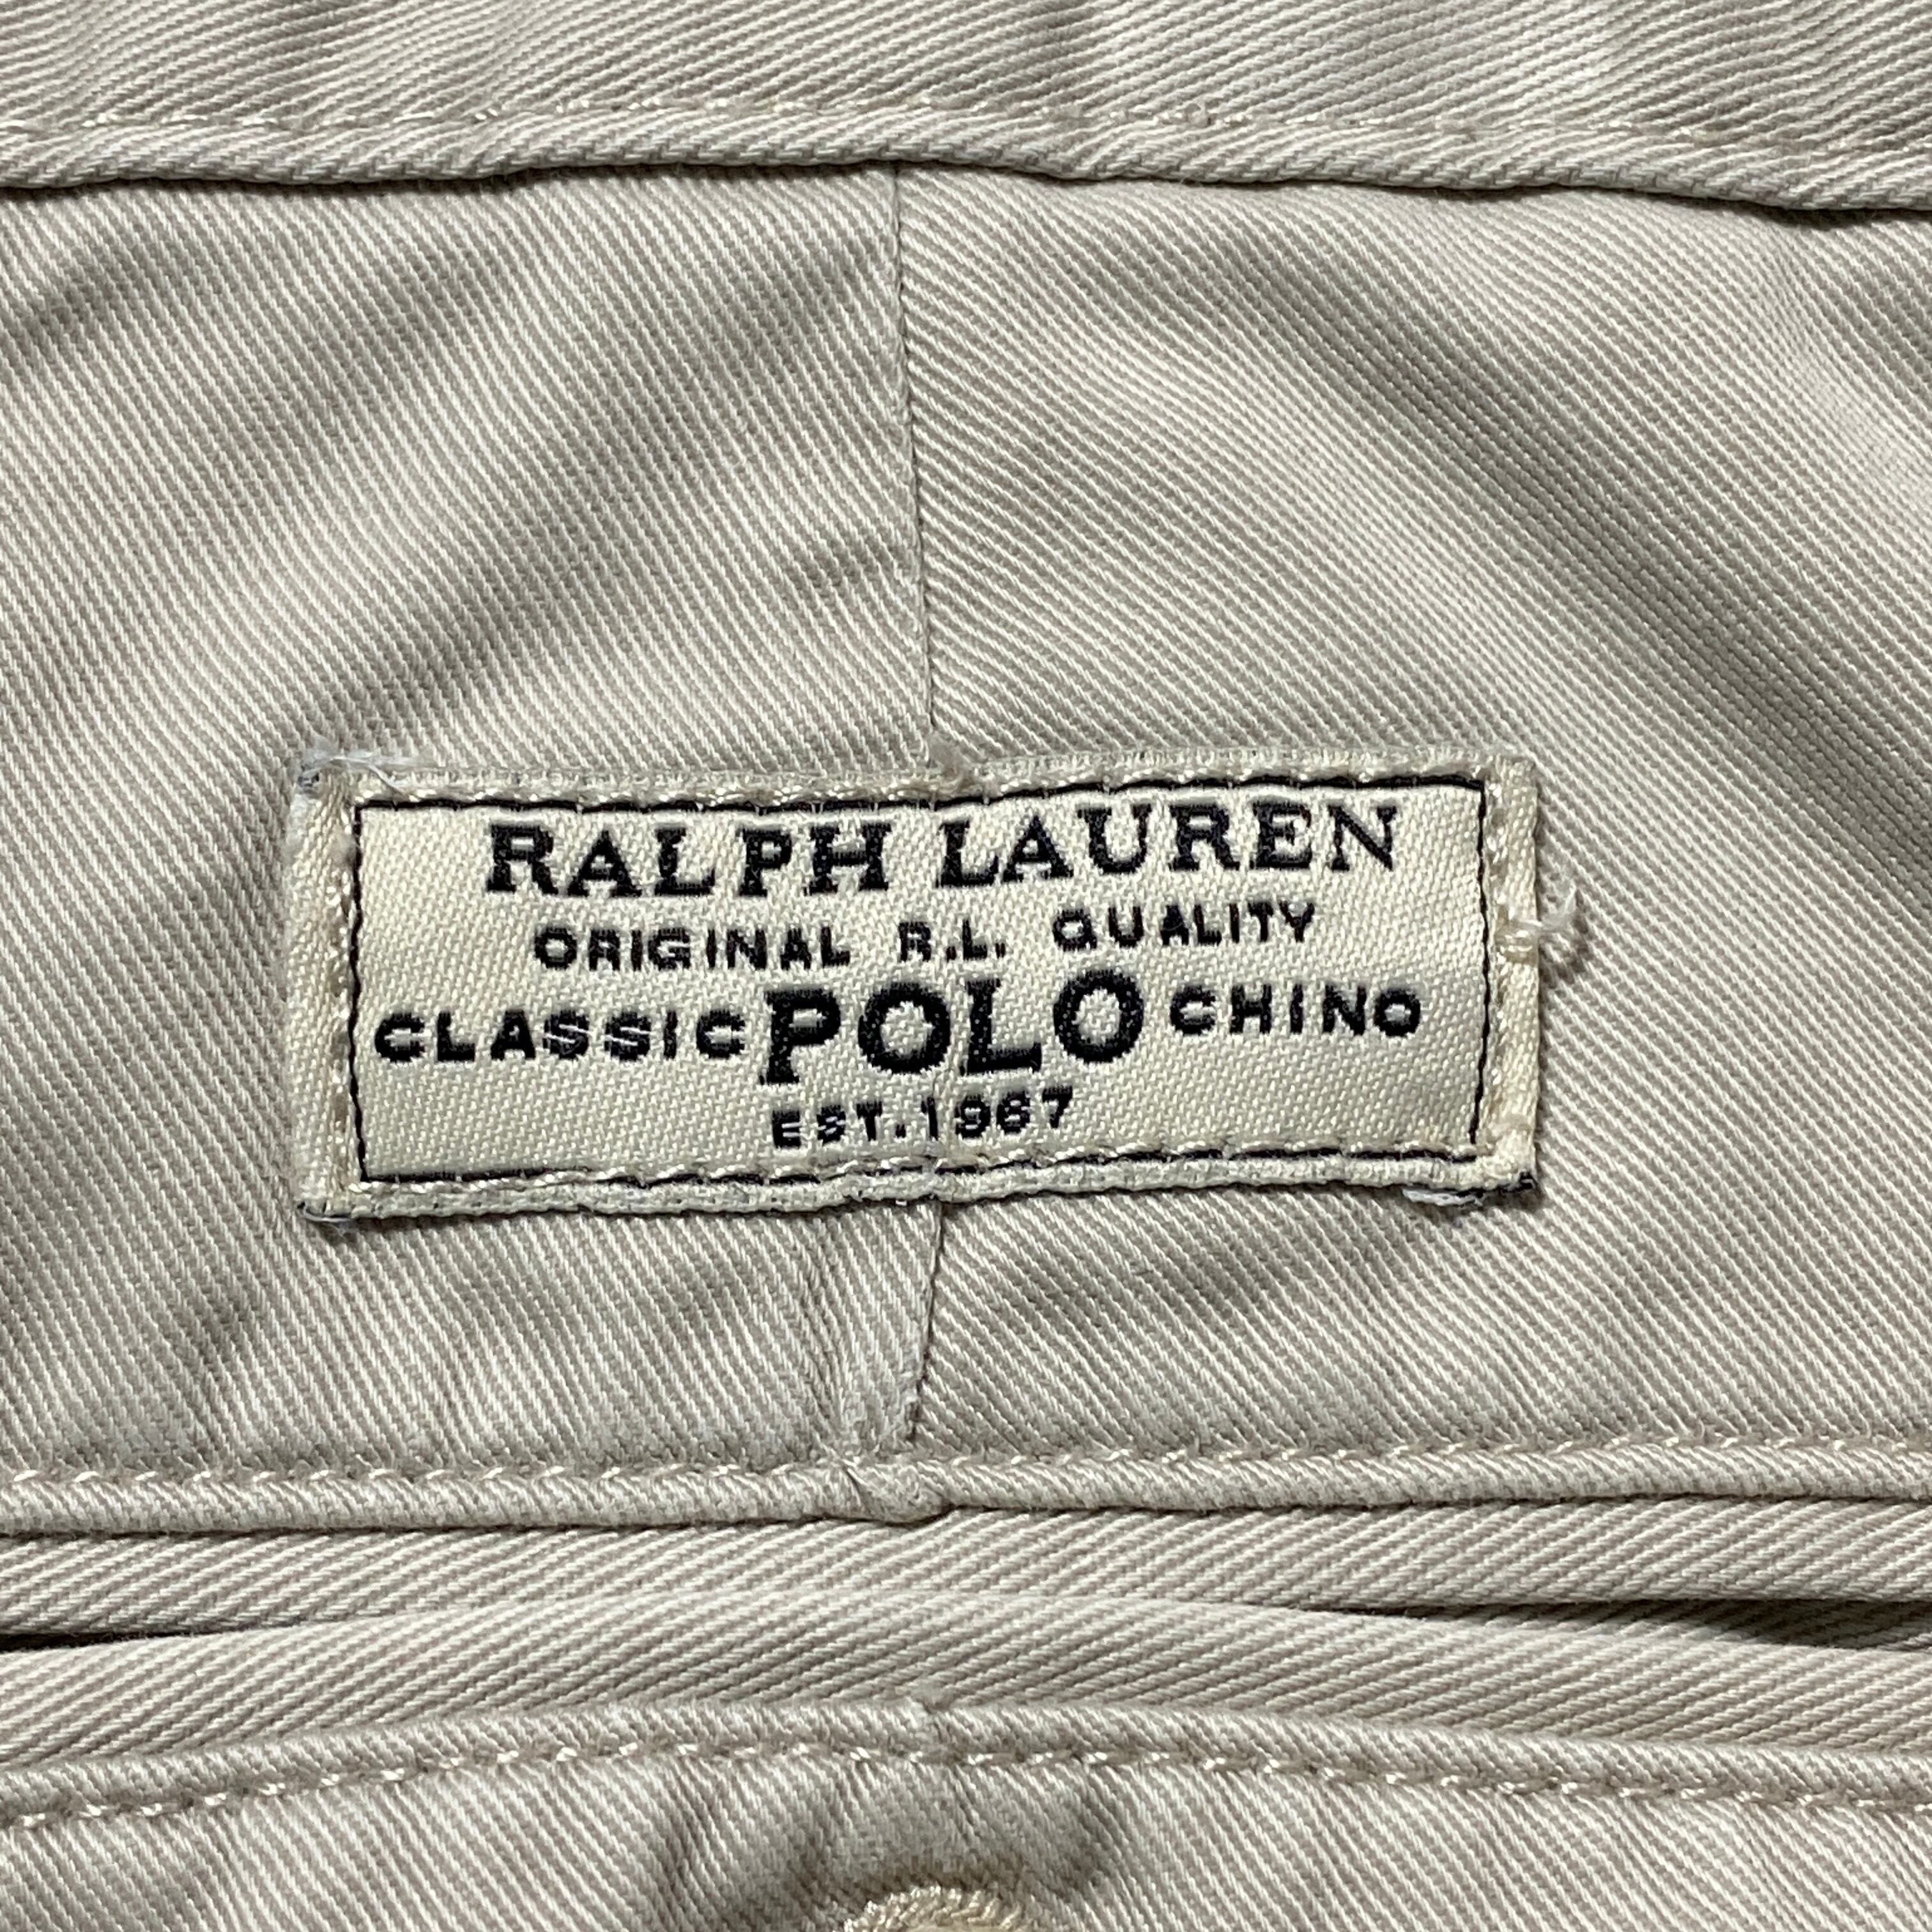 RALPH LAUREN
ORIGINAL R.L. QUALITY
CLASSIC POLO CHINO
EST. 1967